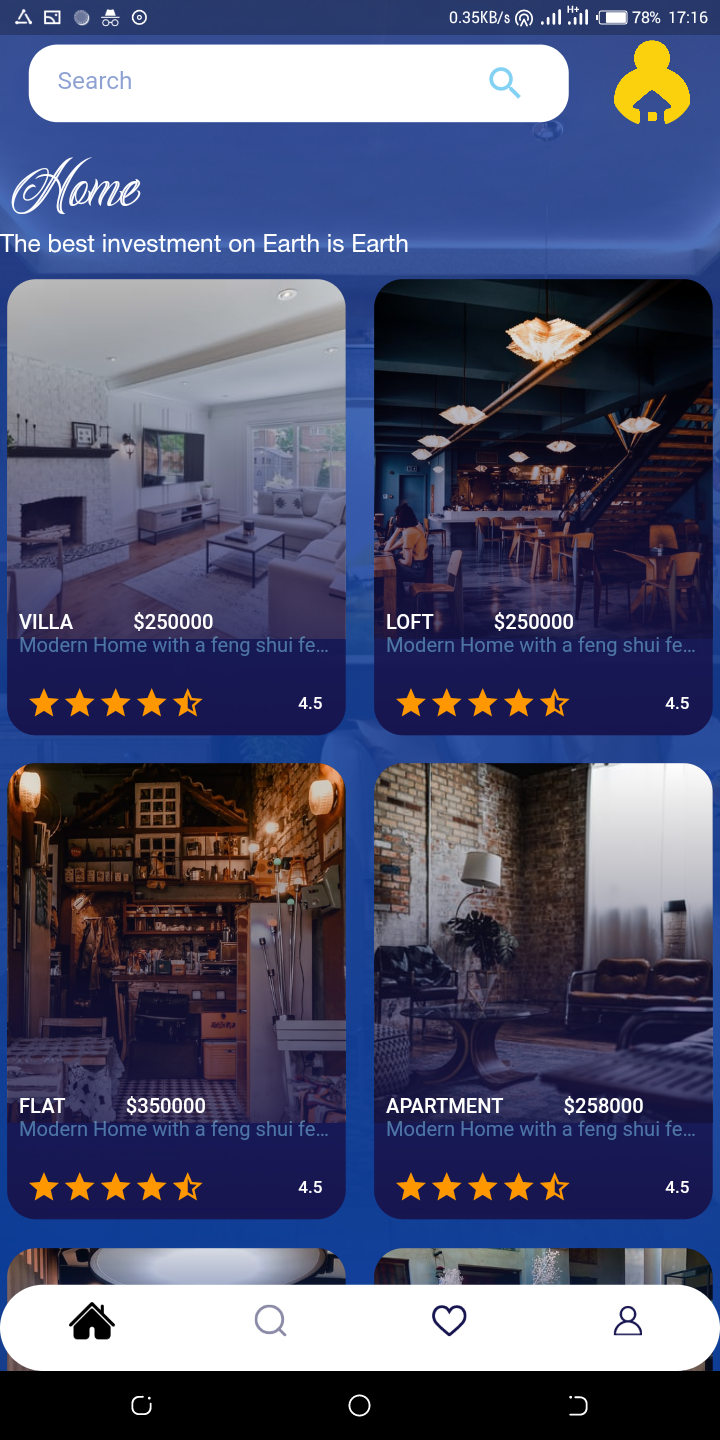 0.35KB/s H+ 78% 17:16
Search
Home
The best investment on Earth is Earth
VILLA $250000
Modern Home with a feng shui fe...
4.5
LOFT $250000
Modern Home with a feng shui fe...
4.5
FLAT $350000
Modern Home with a feng shui fe...
4.5
APARTMENT $258000
Modern Home with a feng shui fe...
4.5